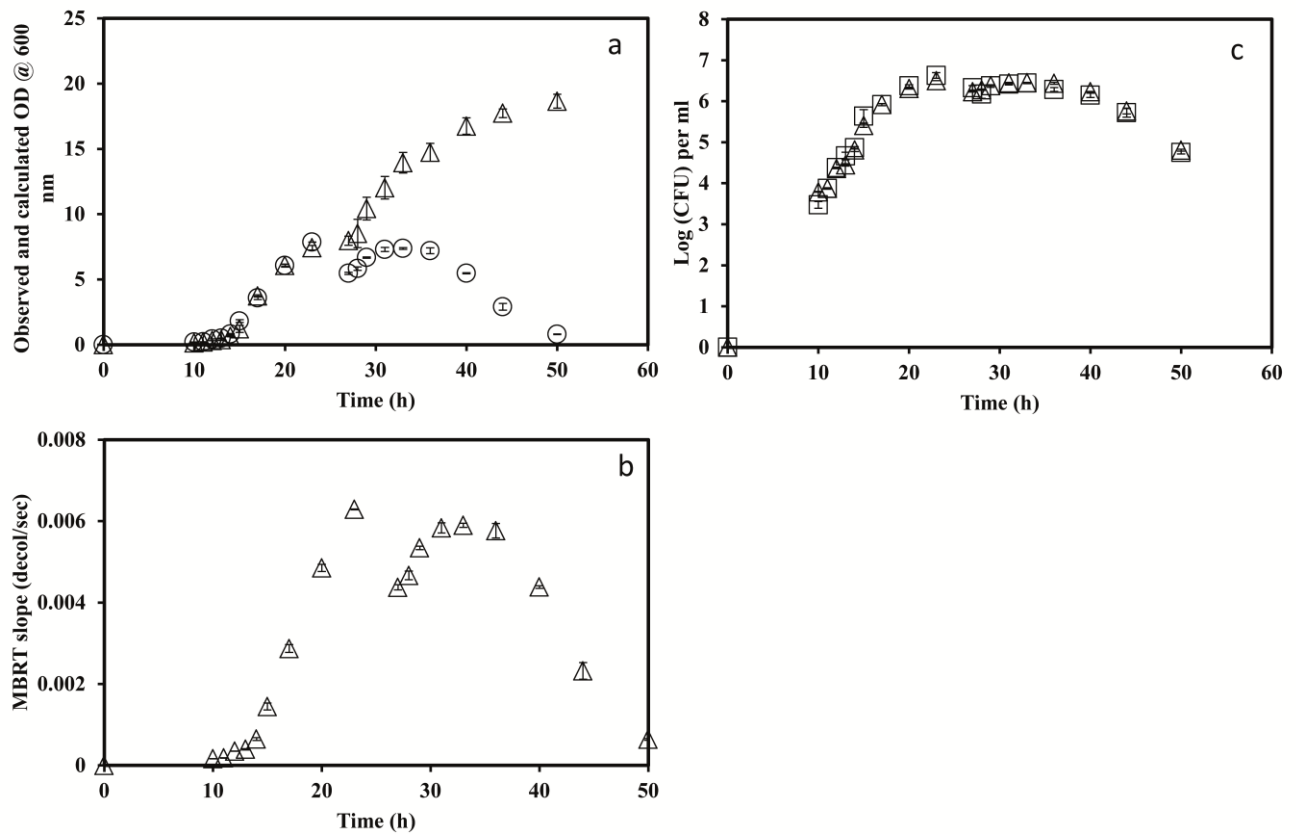 a
25
20
15
10
5
0
Observed and calculated OD @ 600
nm
0 10 20 30 40 50 60
Time (h)
c
8
7
6
5
4
3
2
1
0
Log (CFU) per ml
0 10 20 30 40 50 60
Time (h)
b
0.008
0.006
0.004
0.002
0
MBRT slope (decol/sec)
0 10 20 30 40 50
Time (h)